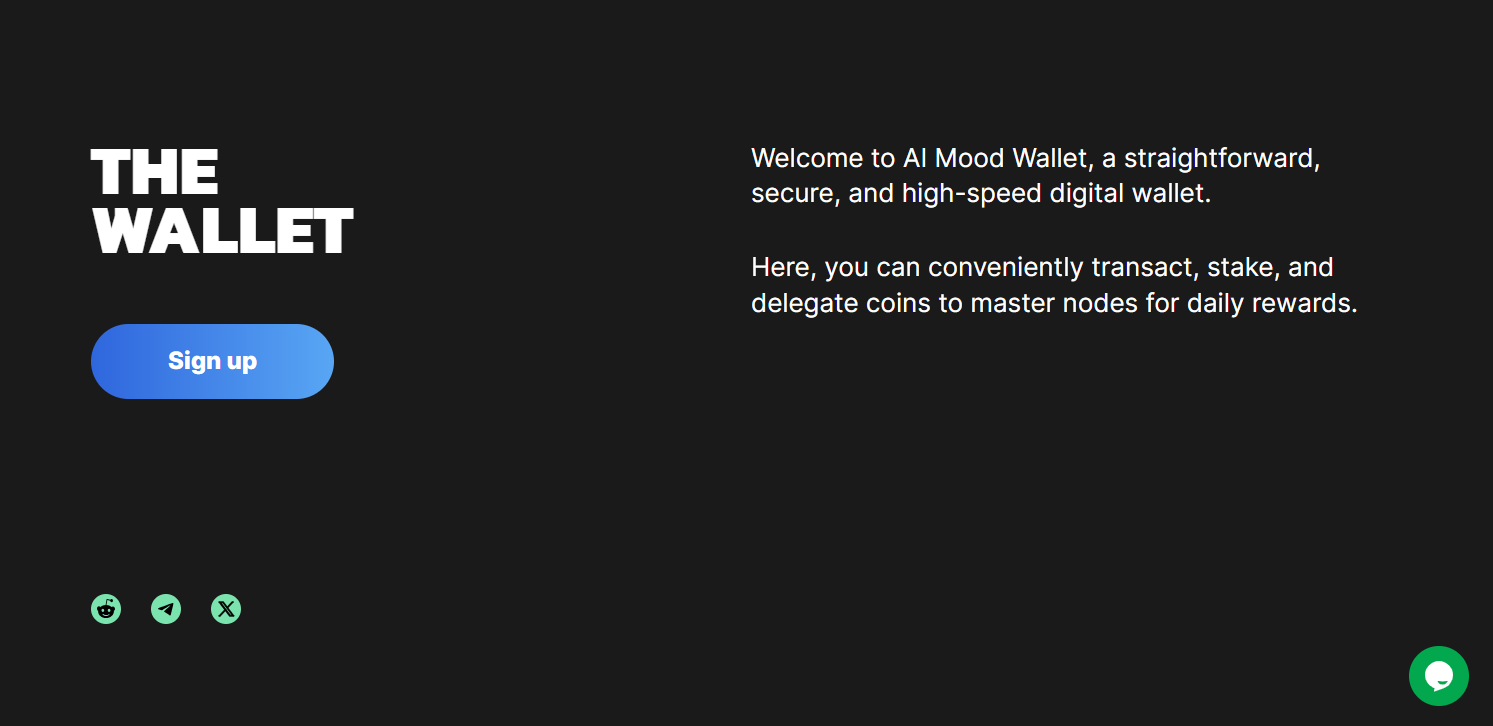 THE
WALLET
Sign up
Welcome to AI Mood Wallet, a straightforward,
secure, and high-speed digital wallet.
Here, you can conveniently transact, stake, and
delegate coins to master nodes for daily rewards.